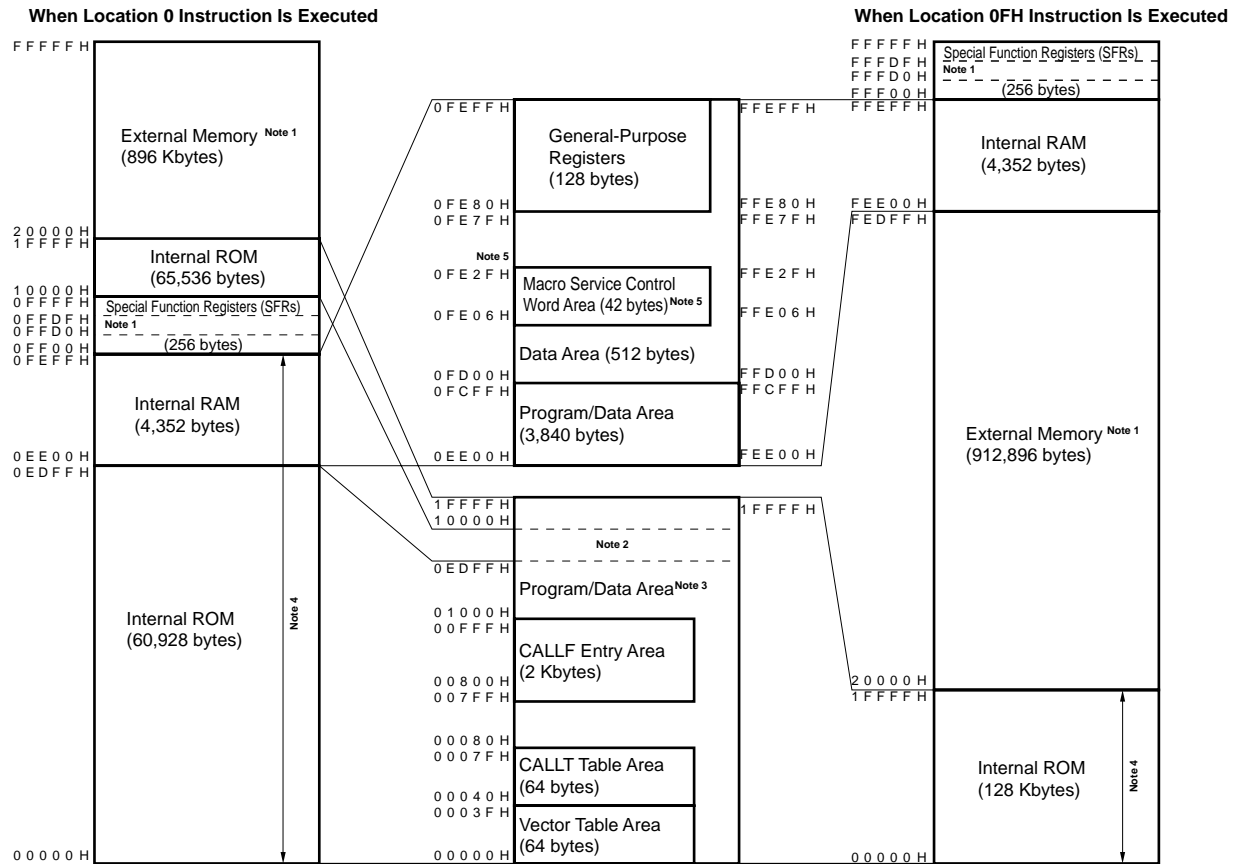 When Location 0 Instruction Is Executed
FFFFFH
External Memory Note 1
(896 Kbytes)
20000H
1FFFFH
Internal ROM
(65,536 bytes)
10000H
0FFFFH
Special Function Registers (SFRs)
0FFDFH
Note 1
0FFD0H
(256 bytes)
0FF00H
0FEFFH
Internal RAM
(4,352 bytes)
0EE00H
0EDFFH
Internal ROM
(60,928 bytes)
Note 4
00000H
0FEFFH
General-Purpose
Registers
(128 bytes)
FFEFFH
0FE80H
FFE80H
0FE7FH
FFE7FH
Note 5
0FE2FH
FFE2FH
Macro Service Control
Word Area (42 bytes) Note 5
0FE06H
FFE06H
Data Area (512 bytes)
0FD00H
FFD00H
0FCFFH
FFCFFH
Program/Data Area
(3,840 bytes)
0EE00H
FEE00H
1FFFFH
1FFFFH
10000H
Note 2
0EDFFH
Program/Data Area Note 3
01000H
00FFFH
CALLF Entry Area
(2 Kbytes)
00800H
007FFH
00080H
0007FH
CALLT Table Area
(64 bytes)
00040H
0003FH
Vector Table Area
(64 bytes)
00000H
When Location 0FH Instruction Is Executed
FFFFFH
Special Function Registers (SFRs)
FFFDFH
Note 1
FFFD0H
(256 bytes)
FFF00H
FFEFFH
Internal RAM
(4,352 bytes)
FEE00H
FEDFFH
External Memory Note 1
(912,896 bytes)
20000H
1FFFFH
Internal ROM
(128 Kbytes)
Note 4
00000H